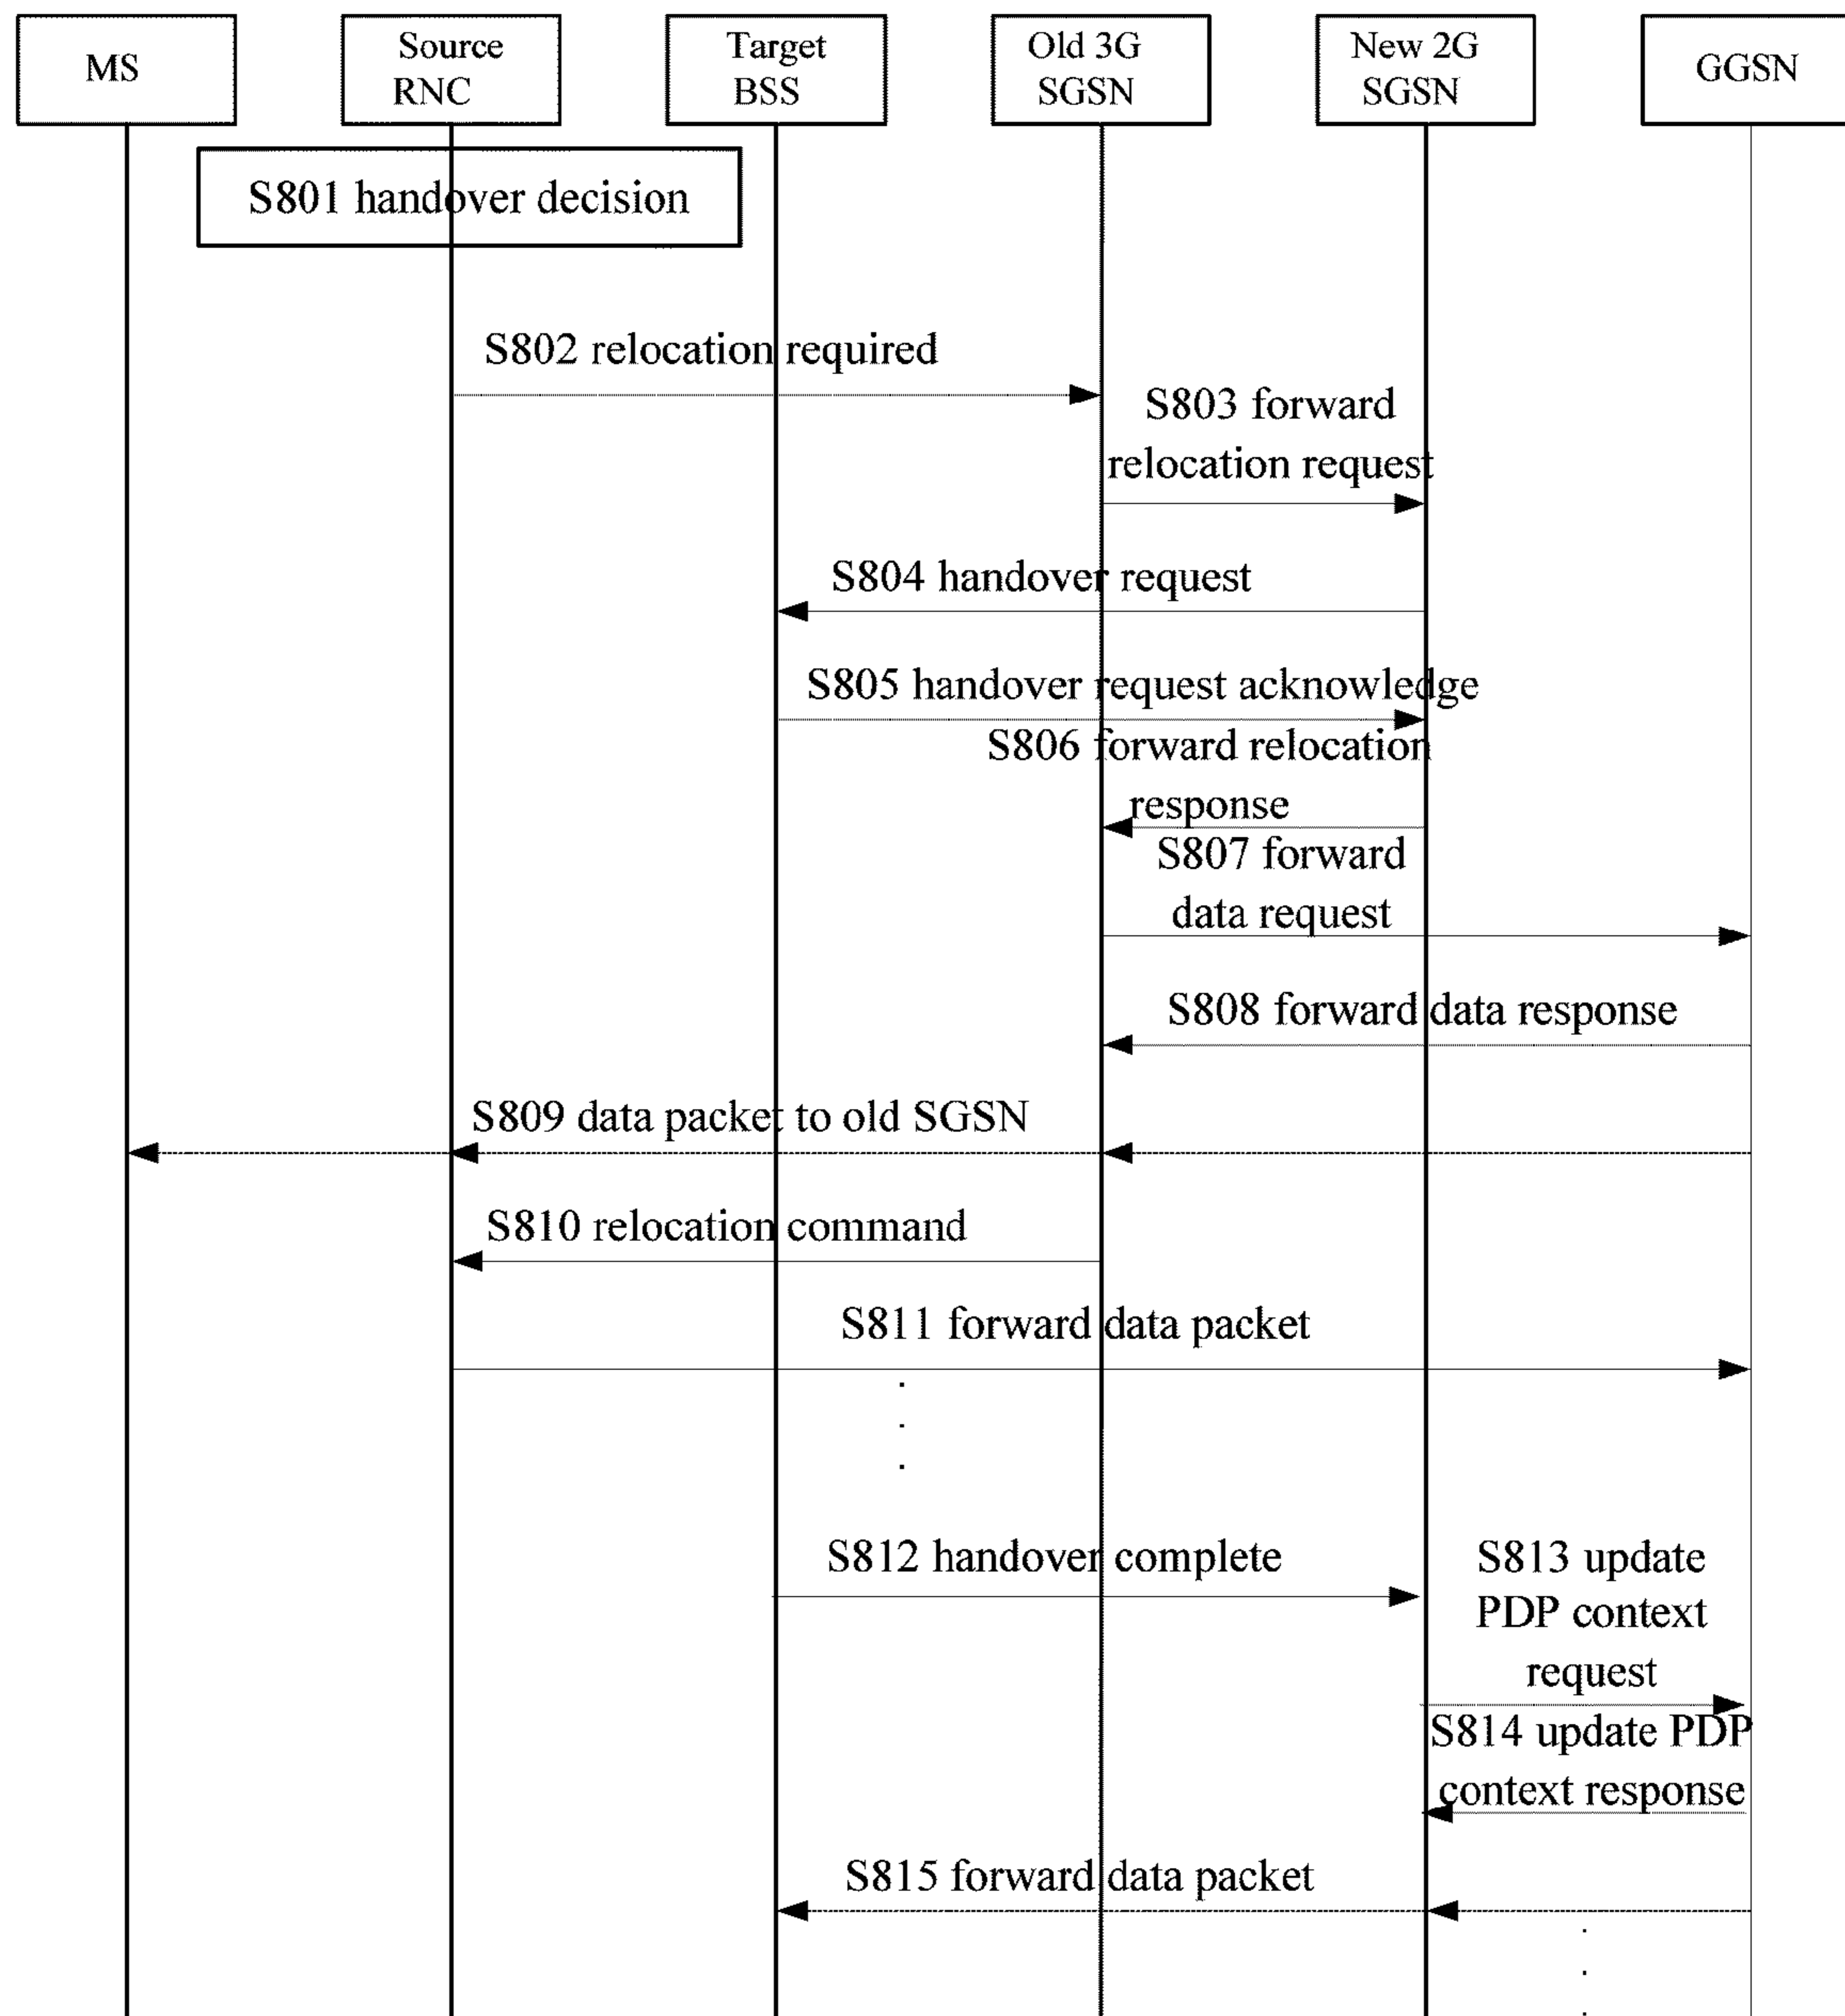 MS
Source
RNC
Target
BSS
Old 3G
SGSN
New 2G
SGSN
GGSN
S801 handover decision
S802 relocation required
S803 forward
relocation request
S804 handover request
S805 handover request acknowledge
S806 forward relocation
response
S807 forward
data request
S808 forward data response
S809 data packet to old SGSN
S810 relocation command
S811 forward data packet
S812 handover complete
S813 update
PDP context
request
S814 update PDP
context response
S815 forward data packet